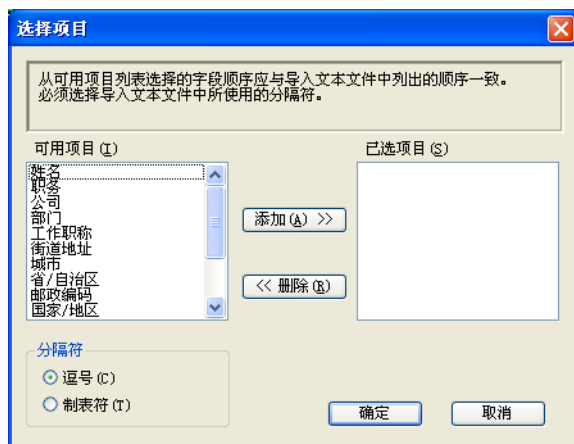 选择项目
从可用项目列表选择的字段顺序应与导入文本文件中列出的顺序一致。
必须选择导入文本文件中所使用的分隔符。
可用项目(I)
已选项目(S)
姓名
职务
公司
部门
工作职称
街道地址
城市
省/自治区
邮政编码
国家/地区
添加(A) >>
<< 删除(R)
分隔符
逗号(C)
制表符(T)
确定
取消